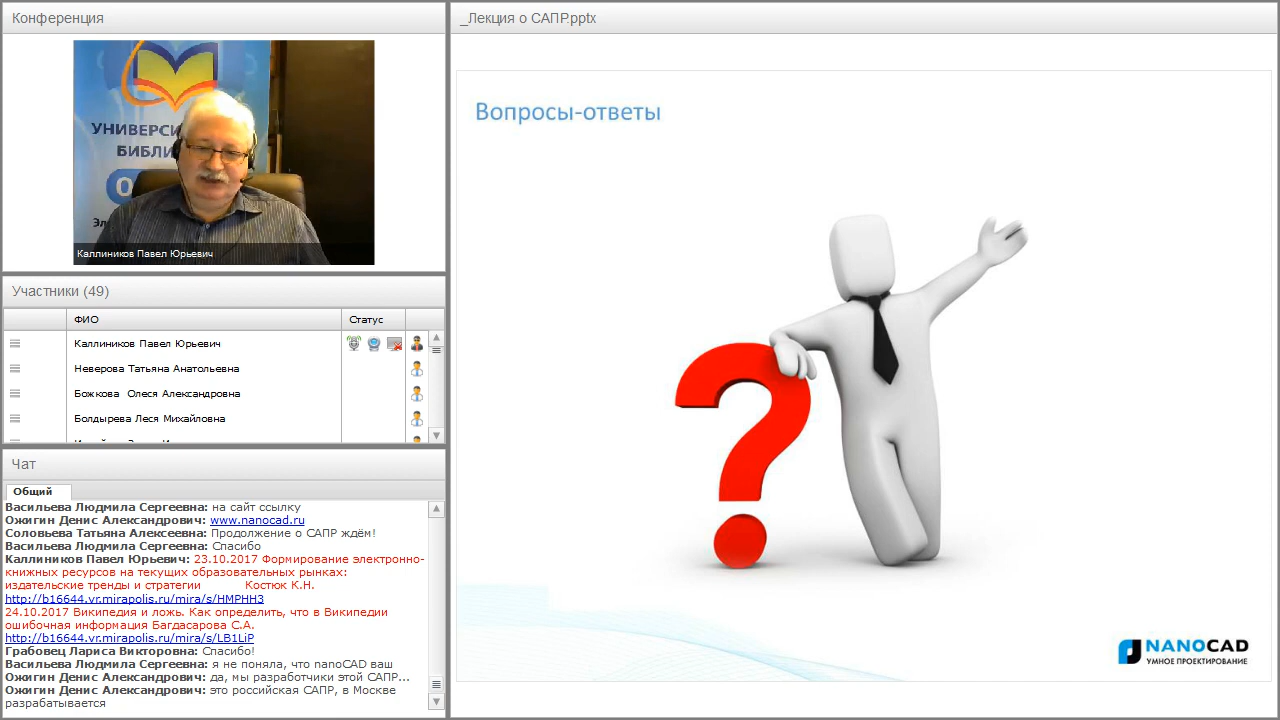 Конференция
УНИВЕРСИ
БИБЛИ
Каллиников Павел Юрьевич
Участники (49)
ФИО
Статус
Каллиников Павел Юрьевич
Неверова Татьяна Анатольевна
Божкова Олеся Александровна
Болдырева Леся Михайловна
Чат
Общий
Васильева Людмила Сергеевна: на сайт ссылку
Ожигин Денис Александрович: www.nanocad.ru
Соловьева Татьяна Алексеевна: Продолжение о САПР ждём!
Васильева Людмила Сергеевна: Спасибо
Каллиников Павел Юрьевич: 23.10.2017 Формирование электронно-
книжных ресурсов на текущих образовательных рынках:
издательские тренды и стратегии Костюк К.Н.
http://b16644.vr.mirapolis.ru/mira/s/HMPHH3
24.10.2017 Википедия и ложь. Как определить, что в Википедии
ошибочная информация Багдасарова С.А.
http://b16644.vr.mirapolis.ru/mira/s/LB1LiP
Грабовец Лариса Викторовна: Спасибо!
Васильева Людмила Сергеевна: я не поняла, что nanoCAD ваш
Ожигин Денис Александрович: да, мы разработчики этой САПР...
Ожигин Денис Александрович: это российская САПР, в Москве
разрабатывается
_Лекция о САПР.pptx
Вопросы-ответы
NANOCAD
УМНОЕ ПРОЕКТИРОВАНИЕ